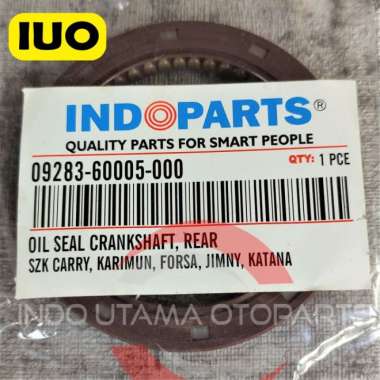 IUO
INDOPARTS®
QUALITY PARTS FOR SMART PEOPLE
09283-60005-000
QTY: 1 PCE
OIL SEAL CRANKSHAFT, REAR
SZK CARRY, KARIMUN, FORSA, JIMNY, KATANA
INDO UTAMA OTOPARTS